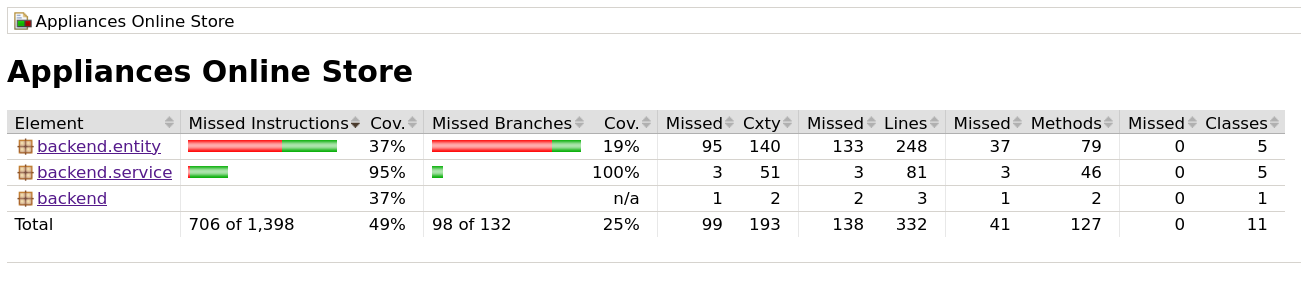 Appliances Online Store
Appliances Online Store
Element Missed Instructions Cov. Missed Branches Cov. Missed Cxty Missed Lines Missed Methods Missed Classes
backend.entity 37% 19% 95 140 133 248 37 79 0 5
backend.service 95% 100% 3 51 3 81 3 46 0 5
backend 37% n/a 1 2 2 3 1 2 0 1
Total 706 of 1,398 49% 98 of 132 25% 99 193 138 332 41 127 0 11